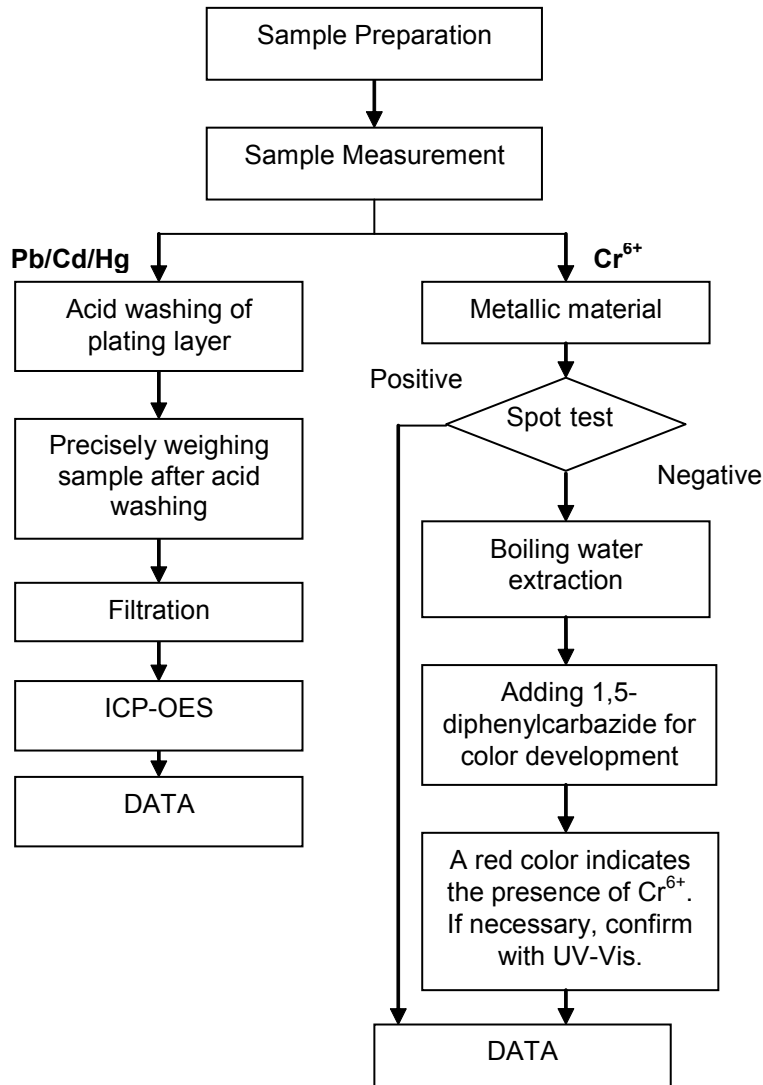 Sample Preparation
Sample Measurement
Pb/Cd/Hg
Acid washing of
plating layer
Precisely weighing
sample after acid
washing
Filtration
ICP-OES
DATA
Cr⁶⁺
Metallic material
Positive
Spot test
Negative
Boiling water
extraction
Adding 1,5-
diphenylcarbazide for
color development
A red color indicates
the presence of Cr⁶⁺.
If necessary, confirm
with UV-Vis.
DATA